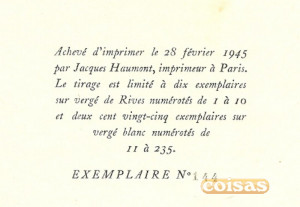 Achevé d'imprimer le 28 février 1945
par Jacques Haumont, imprimeur à Paris.
Le tirage est limité à dix exemplaires
sur vergé de Rives numérotés de 1 à 10
et deux cent vingt-cinq exemplaires sur
vergé blanc numérotés de
11 à 235.
EXEMPLAIRE N° 144
coisas